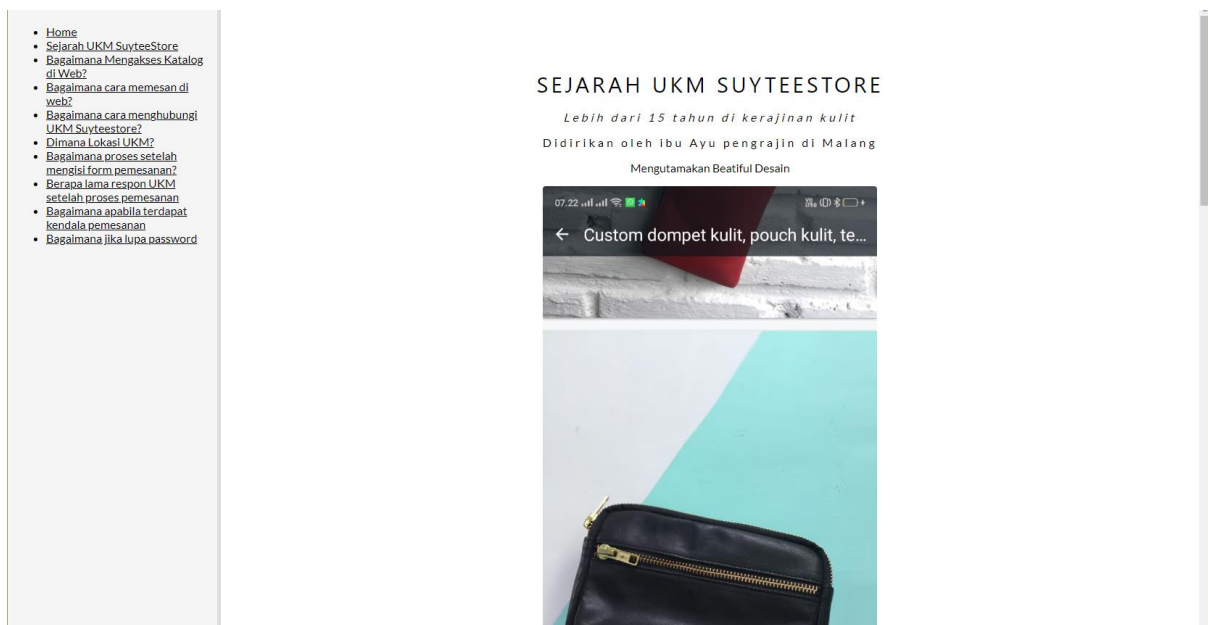 Home
Sejarah UKM SuyteeStore
Bagaimana Mengakses Katalog
di Web?
Bagaimana cara memesan di
web?
Bagaimana cara menghubungi
UKM Suyteestore?
Dimana Lokasi UKM?
Bagaimana proses setelah
mengisi form pemesanan?
Berapa lama respon UKM
setelah proses pemesanan
Bagaimana apabila terdapat
kendala pemesanan
Bagaimana jika lupa password
SEJARAH UKM SUYTEESTORE
Lebih dari 15 tahun di kerajinan kulit
Didirikan oleh ibu Ayu pengrajin di Malang
Mengutamakan Beatiful Desain
07.22
Custom dompet kulit, pouch kulit, te...